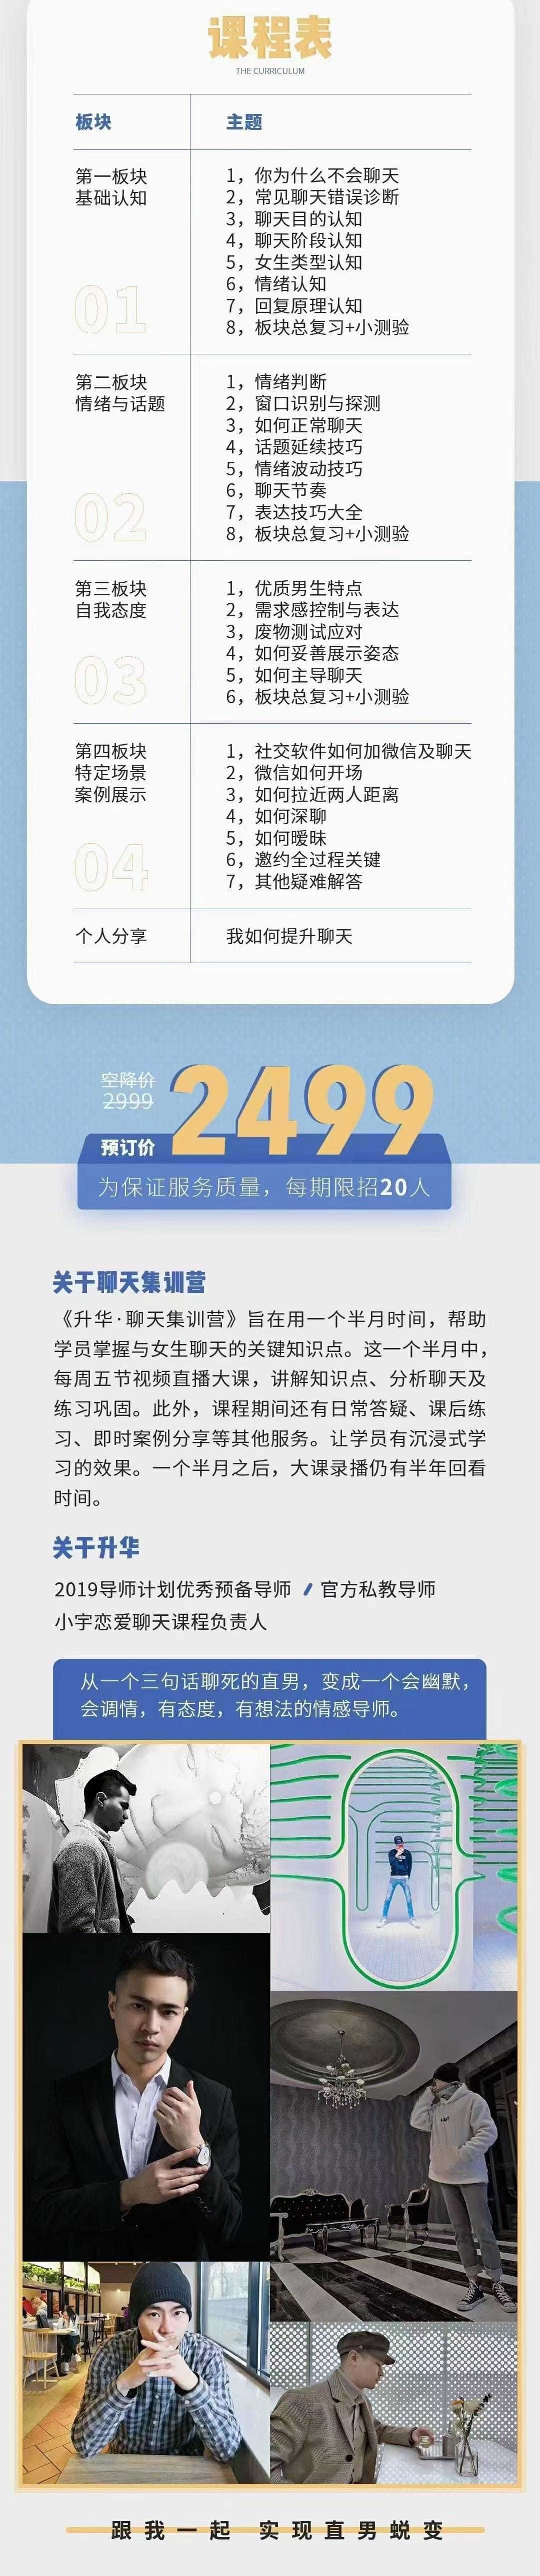 课程表
THE CURRICULUM
板块 主题
第一板块
基础认知
01
1，你为什么不会聊天
2，常见聊天错误诊断
3，聊天目的认知
4，聊天阶段认知
5，女生类型认知
6，情绪认知
7，回复原理认知
8，板块总复习+小测验
第二板块
情绪与话题
02
1，情绪判断
2，窗口识别与探测
3，如何正常聊天
4，话题延续技巧
5，情绪波动技巧
6，聊天节奏
7，表达技巧大全
8，板块总复习+小测验
第三板块
自我态度
03
1，优质男生特点
2，需求感控制与表达
3，废物测试应对
4，如何妥善展示姿态
5，如何主导聊天
6，板块总复习+小测验
第四板块
特定场景
案例展示
04
1，社交软件如何加微信及聊天
2，微信如何开场
3，如何拉近两人距离
4，如何深聊
5，如何暧昧
6，邀约全过程关键
7，其他疑难解答
个人分享 我如何提升聊天
空降价
2999
预订价
2499
为保证服务质量，每期限招20人
关于聊天集训营
《升华·聊天集训营》旨在用一个半月时间，帮助
学员掌握与女生聊天的关键知识点。这一个半月中，
每周五节视频直播大课，讲解知识点、分析聊天及
练习巩固。此外，课程期间还有日常答疑、课后练
习、即时案例分享等其他服务。让学员有沉浸式学
习的效果。一个半月之后，大课录播仍有半年回看
时间。
关于升华
2019导师计划优秀预备导师 / 官方私教导师
小宇恋爱聊天课程负责人
从一个三句话聊死的直男，变成一个会幽默，
会调情，有态度，有想法的情感导师。
跟我一起 实现直男蜕变